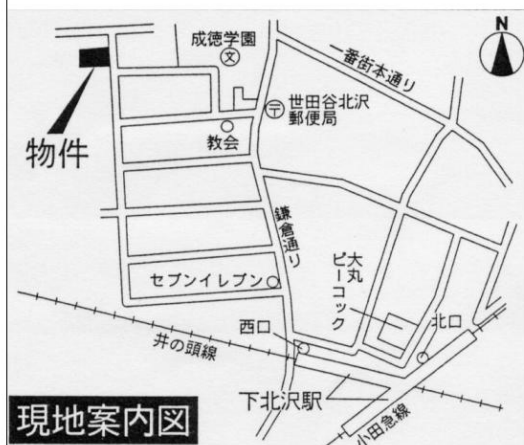 N
成徳学園
文
一番街本通り
〒
世田谷北沢
郵便局
物件
教会
鎌倉通り
大丸
ピーコック
セブンイレブン
西口
北口
井の頭線
下北沢駅
小田急線
現地案内図